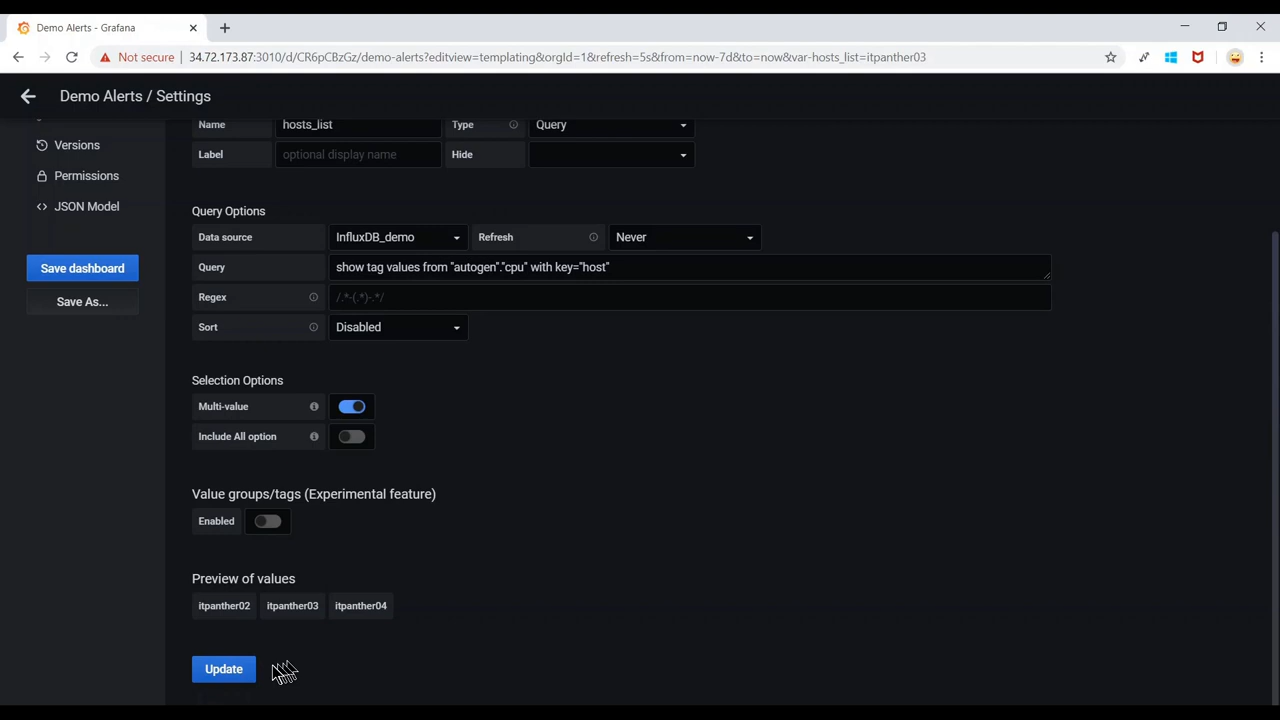 Demo Alerts - Grafana
Not secure 34.72.173.87:3010/d/CR6pCBzGz/demo-alerts?editview=templating&orgId=1&refresh=5s&from=now-7d&to=now&var-hosts_list=itpanther03
Demo Alerts / Settings
Name hosts_list Type Query
Versions
Label optional display name Hide
Permissions
JSON Model
Query Options
Data source InfluxDB_demo Refresh Never
Save dashboard
Query show tag values from "autogen"."cpu" with key="host"
Save As...
Regex /.*-(.*)-.*/
Sort Disabled
Selection Options
Multi-value
Include All option
Value groups/tags (Experimental feature)
Enabled
Preview of values
itpanther02 itpanther03 itpanther04
Update